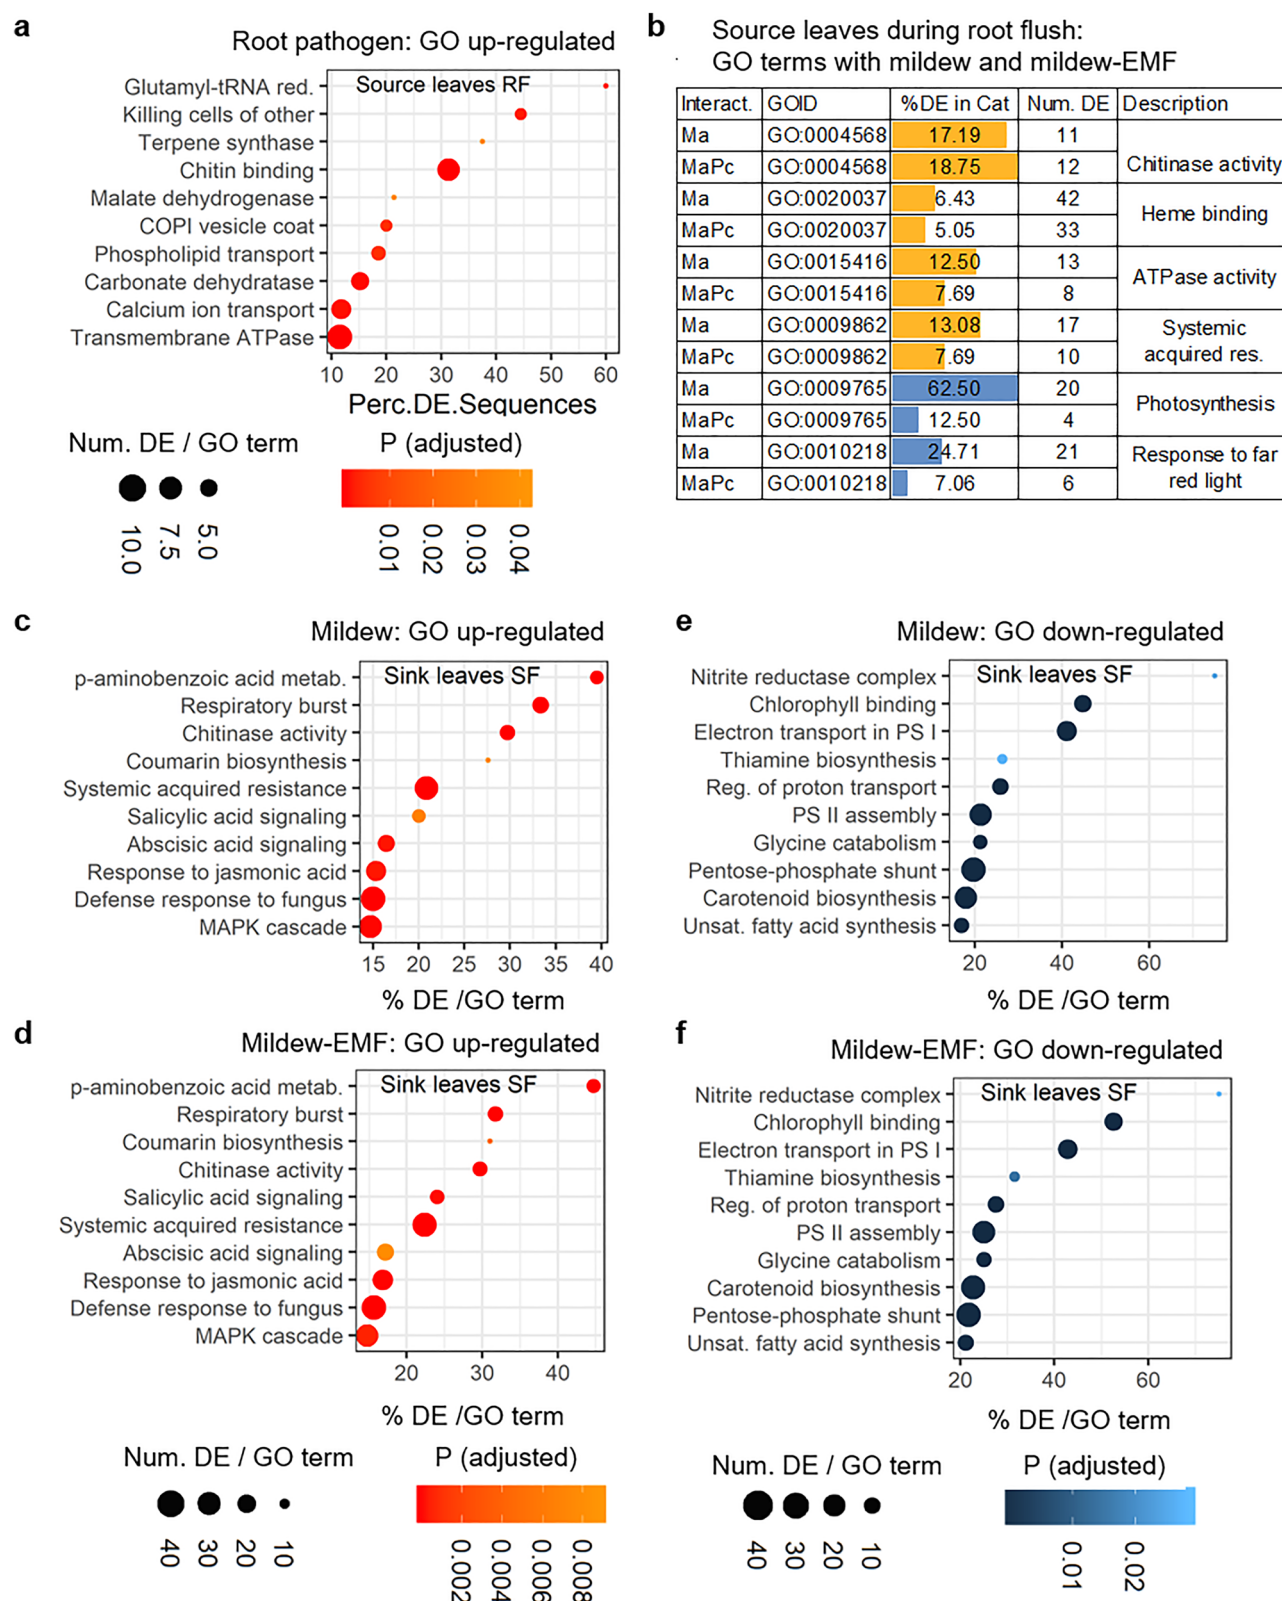 a
Root pathogen: GO up-regulated
Source leaves RF
Glutamyl-tRNA red.
Killing cells of other
Terpene synthase
Chitin binding
Malate dehydrogenase
COPI vesicle coat
Phospholipid transport
Carbonate dehydratase
Calcium ion transport
Transmembrane ATPase
10 20 30 40 50 60
Perc.DE.Sequences
Num. DE / GO term
10.0 7.5 5.0
P (adjusted)
0.01 0.02 0.03 0.04
b
Source leaves during root flush:
GO terms with mildew and mildew-EMF
Interact. GOID %DE in Cat Num. DE Description
Ma GO:0004568 17.19 11
MaPc GO:0004568 18.75 12
Chitinase activity
Ma GO:0020037 6.43 42
MaPc GO:0020037 5.05 33
Heme binding
Ma GO:0015416 12.50 13
MaPc GO:0015416 7.69 8
ATPase activity
Ma GO:0009862 13.08 17
MaPc GO:0009862 7.69 10
Systemic
acquired res.
Ma GO:0009765 62.50 20
MaPc GO:0009765 12.50 4
Photosynthesis
Ma GO:0010218 24.71 21
MaPc GO:0010218 7.06 6
Response to far
red light
c
Mildew: GO up-regulated
Sink leaves SF
p-aminobenzoic acid metab.
Respiratory burst
Chitinase activity
Coumarin biosynthesis
Systemic acquired resistance
Salicylic acid signaling
Abscisic acid signaling
Response to jasmonic acid
Defense response to fungus
MAPK cascade
15 20 25 30 35 40
% DE /GO term
e
Mildew: GO down-regulated
Sink leaves SF
Nitrite reductase complex
Chlorophyll binding
Electron transport in PS I
Thiamine biosynthesis
Reg. of proton transport
PS II assembly
Glycine catabolism
Pentose-phosphate shunt
Carotenoid biosynthesis
Unsat. fatty acid synthesis
20 40 60
% DE /GO term
d
Mildew-EMF: GO up-regulated
Sink leaves SF
p-aminobenzoic acid metab.
Respiratory burst
Coumarin biosynthesis
Chitinase activity
Salicylic acid signaling
Systemic acquired resistance
Abscisic acid signaling
Response to jasmonic acid
Defense response to fungus
MAPK cascade
20 30 40
% DE /GO term
Num. DE / GO term
40 30 20 10
P (adjusted)
0.002 0.004 0.006 0.008
f
Mildew-EMF: GO down-regulated
Sink leaves SF
Nitrite reductase complex
Chlorophyll binding
Electron transport in PS I
Thiamine biosynthesis
Reg. of proton transport
PS II assembly
Glycine catabolism
Carotenoid biosynthesis
Pentose-phosphate shunt
Unsat. fatty acid synthesis
20 40 60
% DE /GO term
Num. DE / GO term
40 30 20 10
P (adjusted)
0.01 0.02